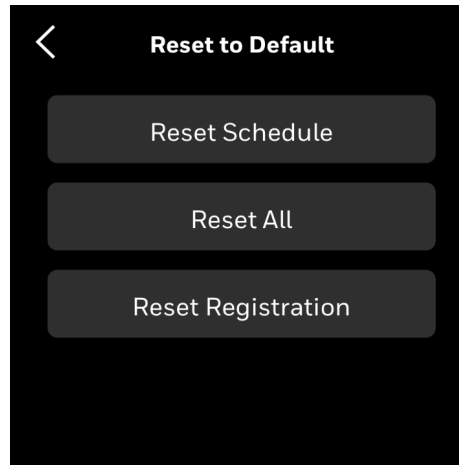 Reset to Default
Reset Schedule
Reset All
Reset Registration